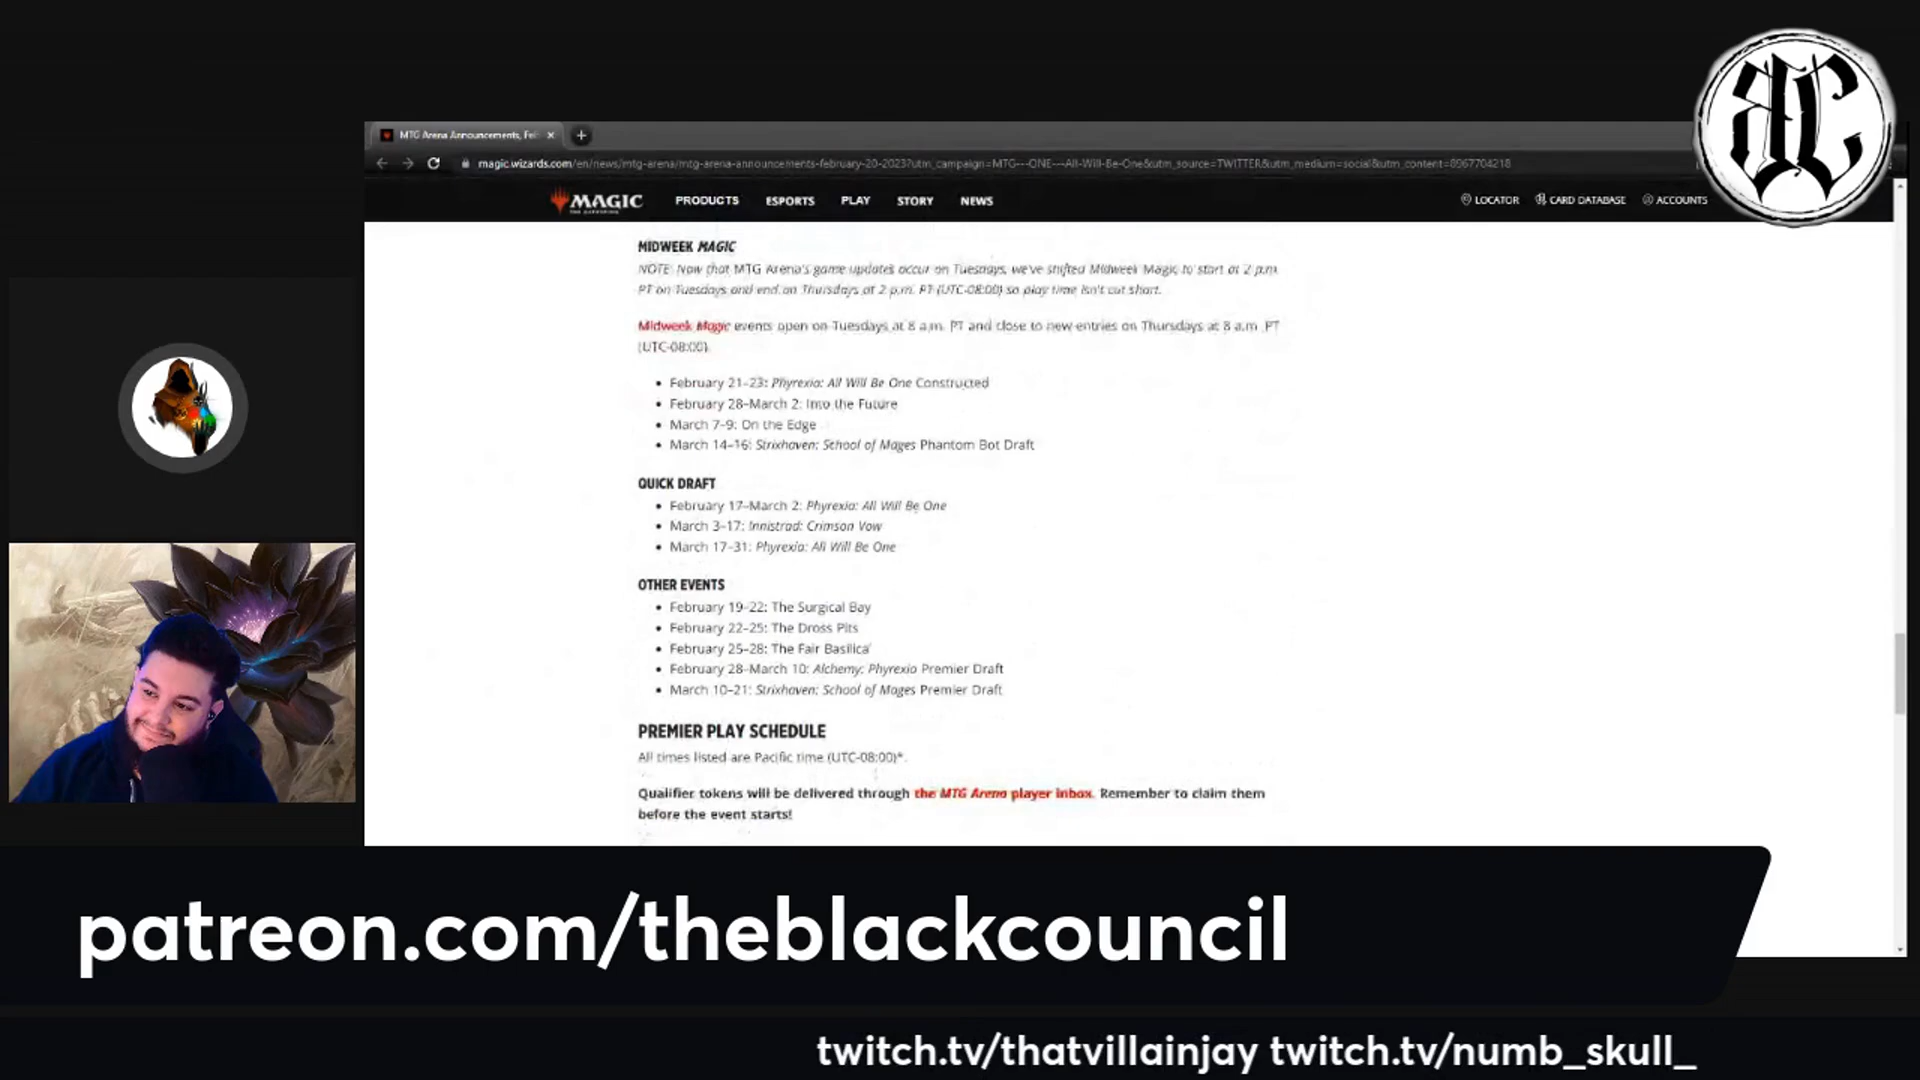 MTG Arena Announcements, Fe
magic.wizards.com/en/news/mtg-arena/mtg-arena-announcements-february-20-2023?utm_campaign=MTG---ONE---All-Will-Be-One&utm_source=TWITTER&utm_medium=social&utm_content=8967704218
MAGIC PRODUCTS ESPORTS PLAY STORY NEWS LOCATOR CARD DATABASE ACCOUNTS
MIDWEEK MAGIC
NOTE: Now that MTG Arena's game updates occur on Tuesdays, we've shifted Midweek Magic to start at 2 p.m.
PT on Tuesdays and end on Thursdays at 2 p.m. PT (UTC-08:00) so play time isn't cut short.
Midweek Magic events open on Tuesdays at 8 a.m. PT and close to new entries on Thursdays at 8 a.m. PT
(UTC-08:00).
• February 21–23: Phyrexia: All Will Be One Constructed
• February 28–March 2: Into the Future
• March 7–9: On the Edge
• March 14–16: Strixhaven: School of Mages Phantom Bot Draft
QUICK DRAFT
• February 17–March 2: Phyrexia: All Will Be One
• March 3–17: Innistrad: Crimson Vow
• March 17–31: Phyrexia: All Will Be One
OTHER EVENTS
• February 19–22: The Surgical Bay
• February 22–25: The Dross Pits
• February 25–28: The Fair Basilica
• February 28–March 10: Alchemy: Phyrexia Premier Draft
• March 10–21: Strixhaven: School of Mages Premier Draft
PREMIER PLAY SCHEDULE
All times listed are Pacific time (UTC-08:00)*.
Qualifier tokens will be delivered through the MTG Arena player inbox. Remember to claim them
before the event starts!
patreon.com/theblackcouncil
twitch.tv/thatvillainjay twitch.tv/numb_skull_